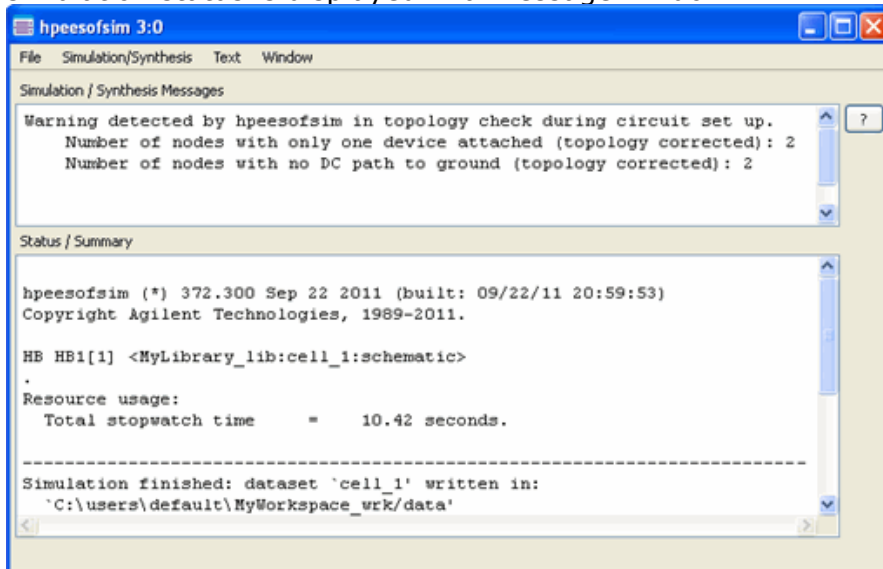 hpeesofsim 3:0
File Simulation/Synthesis Text Window
Simulation / Synthesis Messages
Warning detected by hpeesofsim in topology check during circuit set up.
Number of nodes with only one device attached (topology corrected): 2
Number of nodes with no DC path to ground (topology corrected): 2
?
Status / Summary
hpeesofsim (*) 372.300 Sep 22 2011 (built: 09/22/11 20:59:53)
Copyright Agilent Technologies, 1989-2011.
HB HB1[1] <MyLibrary_lib:cell_1:schematic>
.
Resource usage:
Total stopwatch time = 10.42 seconds.
--------------------------------------------------------------------------
Simulation finished: dataset `cell_1' written in:
`C:\users\default\MyWorkspace_wrk/data'